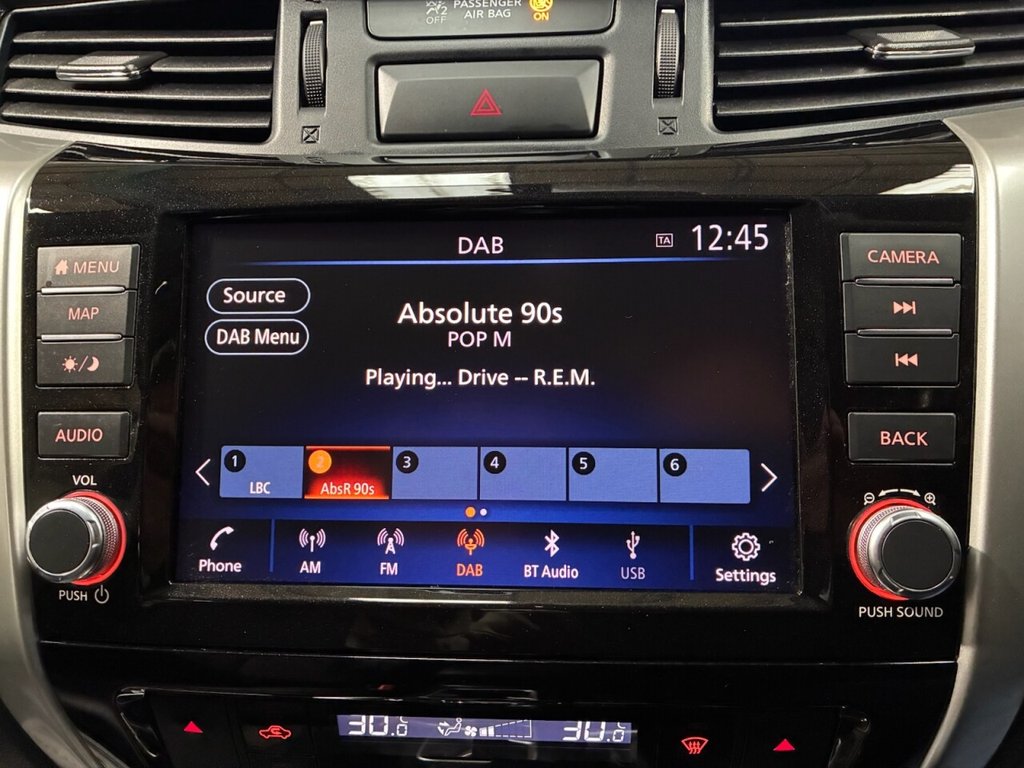 OFF 2
PASSENGER
AIR BAG
ON
DAB
TA
12:45
MENU
MAP
AUDIO
VOL
PUSH
Source
DAB Menu
Absolute 90s
POP M
Playing... Drive -- R.E.M.
1 LBC
2 AbsR 90s
3
4
5
6
Phone
AM
FM
DAB
BT Audio
USB
Settings
CAMERA
BACK
PUSH SOUND
30.0°C
30.0°C